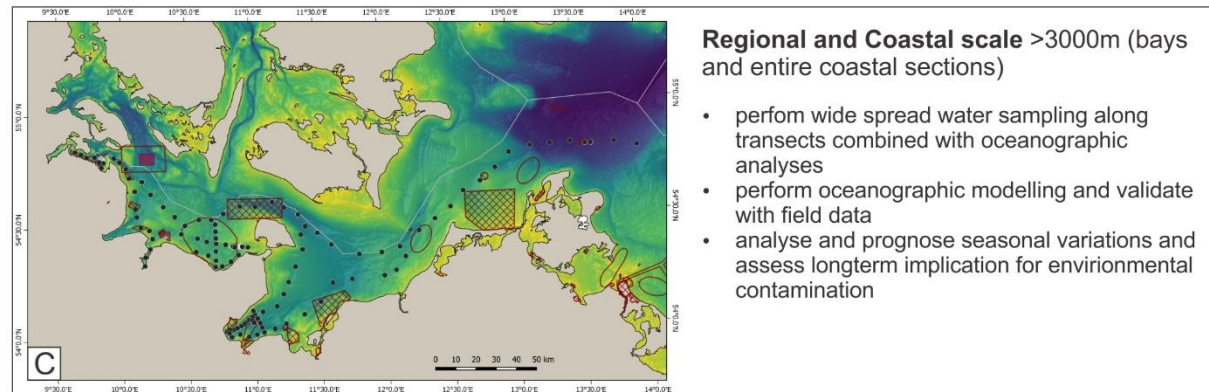 9°30.0'E 10°0.0'E 10°30.0'E 11°0.0'E 11°30.0'E 12°0.0'E 12°30.0'E 13°0.0'E 13°30.0'E 14°0.0'E
55°0.0'N
54°30.0'N
54°0.0'N
55°0.0'N
54°30.0'N
54°0.0'N
C
0 10 20 30 40 50 km
9°30.0'E 10°0.0'E 10°30.0'E 11°0.0'E 11°30.0'E 12°0.0'E 12°30.0'E 13°0.0'E 13°30.0'E 14°0.0'E
Regional and Coastal scale >3000m (bays
and entire coastal sections)
• perfom wide spread water sampling along
transects combined with oceanographic
analyses
• perform oceanographic modelling and validate
with field data
• analyse and prognose seasonal variations and
assess longterm implication for envirionmental
contamination